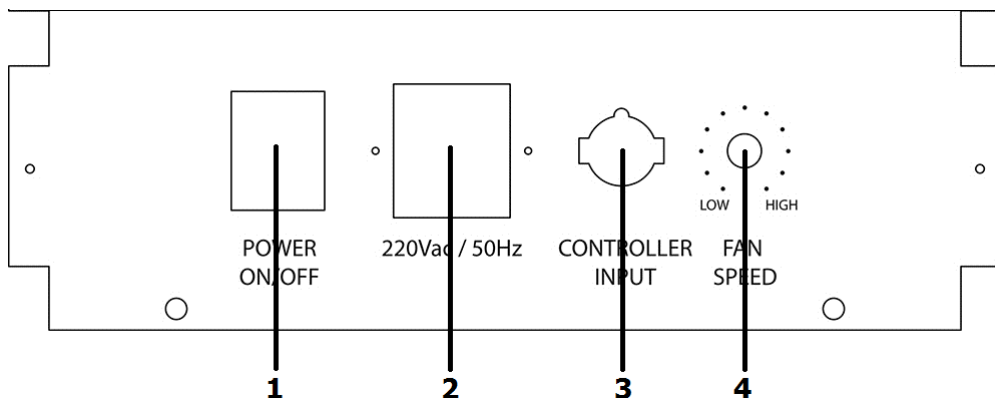 LOW HIGH
POWER 220Vac / 50Hz CONTROLLER FAN
ON/OFF INPUT SPEED
1 2 3 4